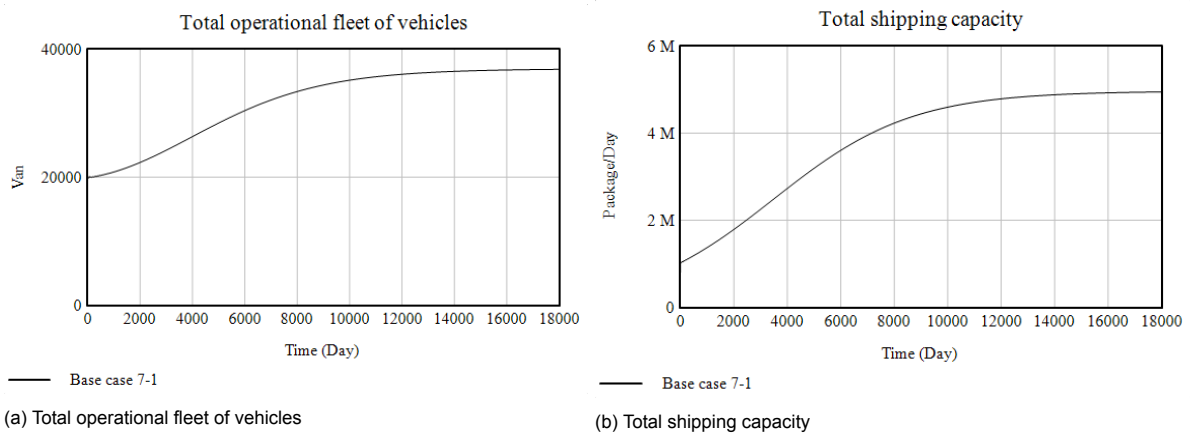 Total operational fleet of vehicles
40000
20000
0
Van
0 2000 4000 6000 8000 10000 12000 14000 16000 18000
Time (Day)
Base case 7-1
(a) Total operational fleet of vehicles
Total shipping capacity
6 M
4 M
2 M
0
Package/Day
0 2000 4000 6000 8000 10000 12000 14000 16000 18000
Time (Day)
Base case 7-1
(b) Total shipping capacity